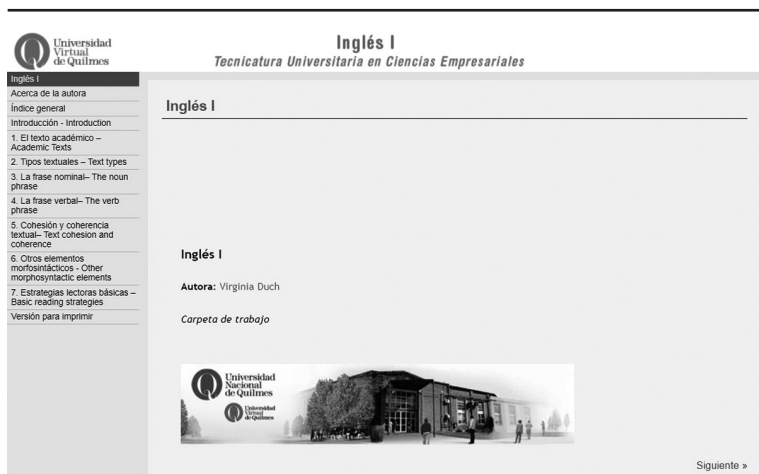 Universidad
Virtual
de Quilmes
Inglés I
Tecnicatura Universitaria en Ciencias Empresariales
Inglés I
Acerca de la autora
Índice general
Introducción - Introduction
1. El texto académico –
Academic Texts
2. Tipos textuales – Text types
3. La frase nominal– The noun
phrase
4. La frase verbal– The verb
phrase
5. Cohesión y coherencia
textual– Text cohesion and
coherence
6. Otros elementos
morfosintácticos - Other
morphosyntactic elements
7. Estrategias lectoras básicas –
Basic reading strategies
Versión para imprimir
Inglés I
Inglés I
Autora: Virginia Duch
Carpeta de trabajo
Universidad
Nacional
de Quilmes
Universidad
Virtual
de Quilmes
Siguiente »